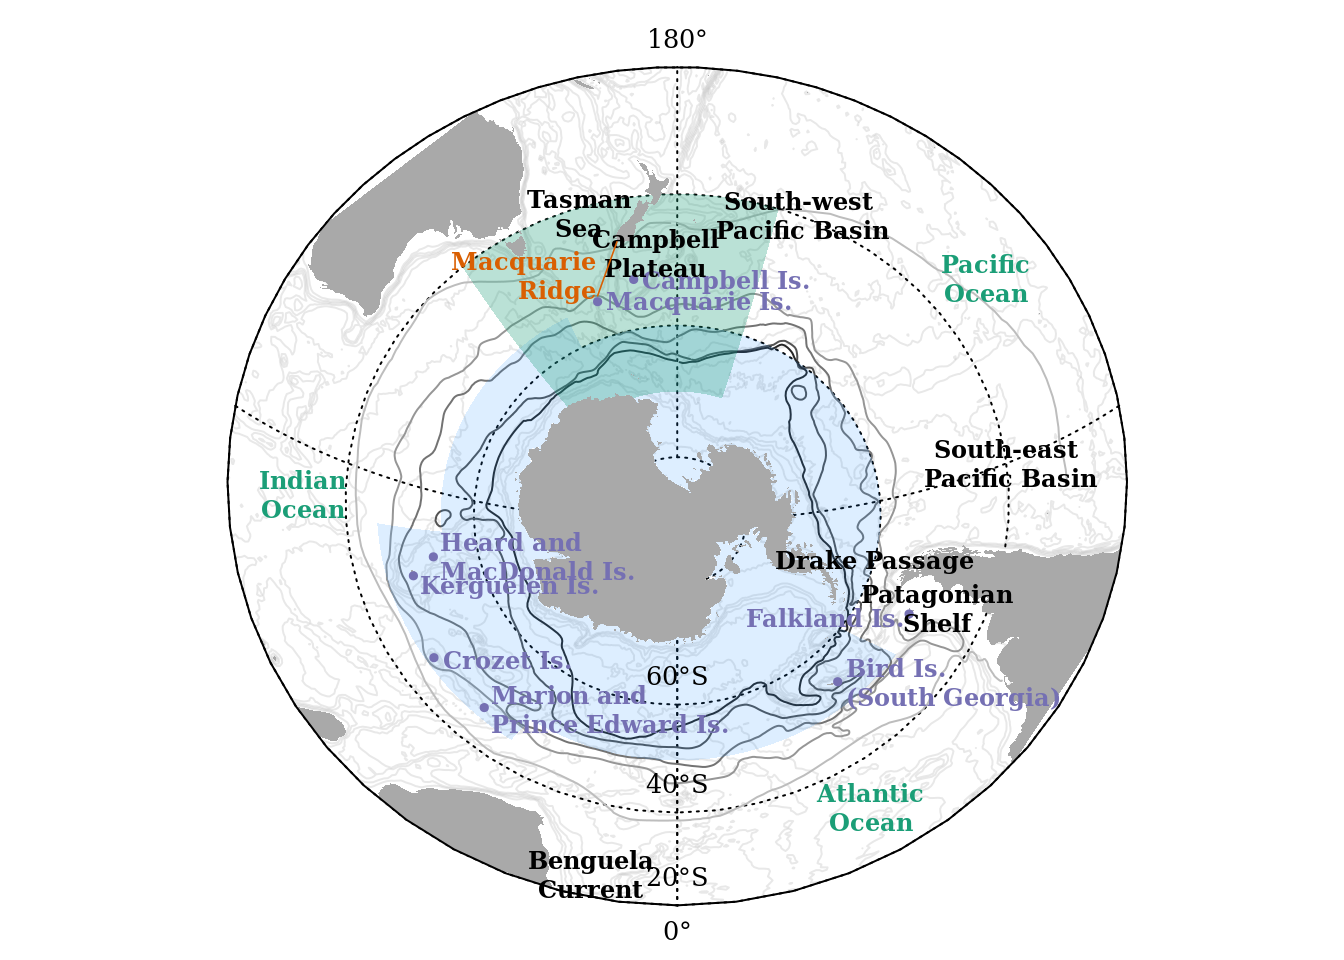 180°
Tasman
Sea
South-west
Pacific Basin
Campbell
Plateau
Macquarie
Ridge
Campbell Is.
Macquarie Is.
Pacific
Ocean
South-east
Pacific Basin
Indian
Ocean
Heard and
MacDonald Is.
Kerguelen Is.
Drake Passage
Patagonian
Shelf
Falkland Is.
Crozet Is.
Bird Is.
(South Georgia)
60°S
Marion and
Prince Edward Is.
40°S
Atlantic
Ocean
Benguela
Current
20°S
0°